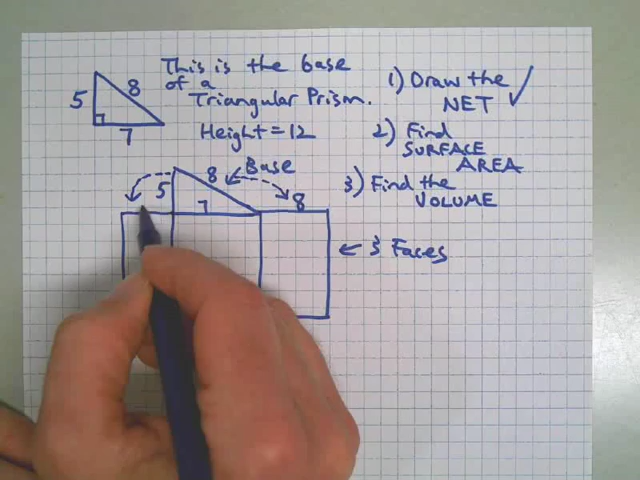 This is the base
of a
Triangular Prism.
Height = 12
5
8
7
1) Draw the
NET ✓
2) Find
SURFACE
AREA
3) Find the
VOLUME
8
Base
5
7
8
← 3 Faces